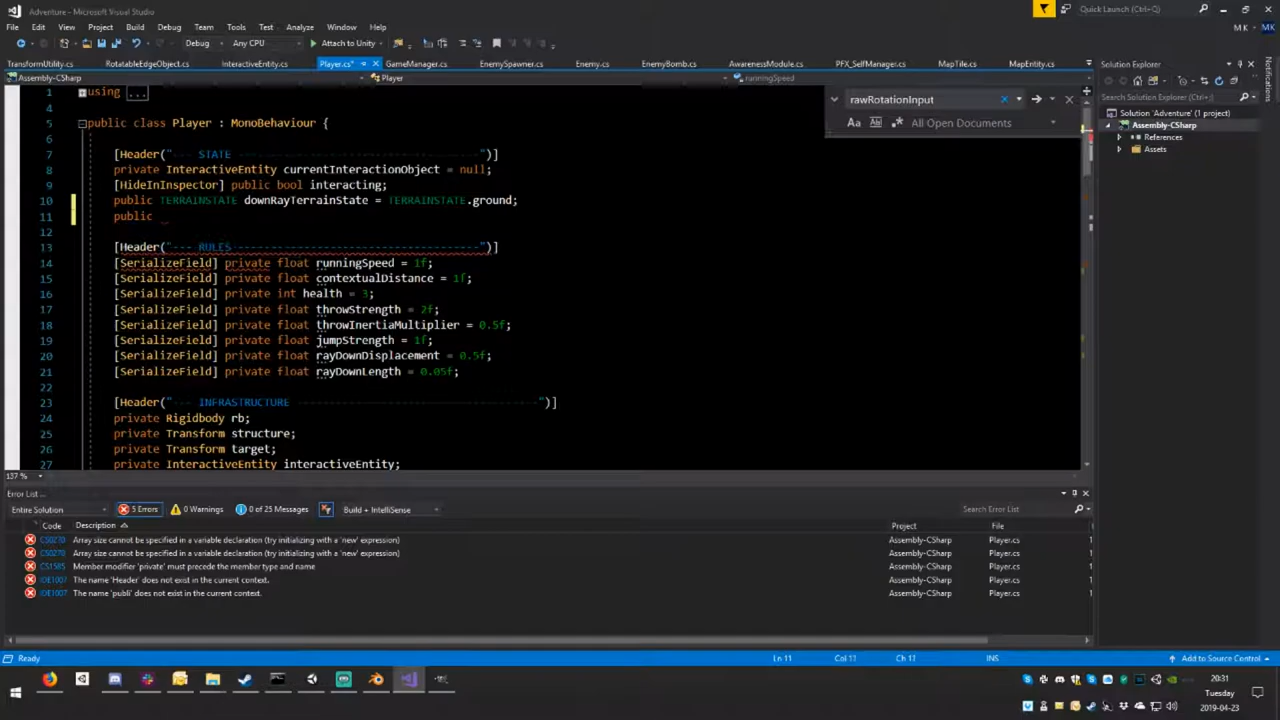 Adventure - Microsoft Visual Studio
Quick Launch (Ctrl+Q)
File Edit View Project Build Debug Team Tools Test Analyze Window Help
M K MK
Debug Any CPU Attach to Unity
TransformUtility.cs RotatableEdgeObject.cs InteractiveEntity.cs Player.cs* GameManager.cs EnemySpawner.cs Enemy.cs EnemyBomb.cs AwarenessModule.cs PFX_SelfManager.cs MapTile.cs MapEntity.cs
Assembly-CSharp Player runningSpeed
rawRotationInput
All Open Documents
1 using ...
4
5 public class Player : MonoBehaviour {
6
7 [Header("--- STATE --------------------------------------")]
8 private InteractiveEntity currentInteractionObject = null;
9 [HideInInspector] public bool interacting;
10 public TERRAINSTATE downRayTerrainState = TERRAINSTATE.ground;
11 public
12
13 [Header("--- RULES--------------------------------------")]
14 [SerializeField] private float runningSpeed = 1f;
15 [SerializeField] private float contextualDistance = 1f;
16 [SerializeField] private int health = 3;
17 [SerializeField] private float throwStrength = 2f;
18 [SerializeField] private float throwInertiaMultiplier = 0.5f;
19 [SerializeField] private float jumpStrength = 1f;
20 [SerializeField] private float rayDownDisplacement = 0.5f;
21 [SerializeField] private float rayDownLength = 0.05f;
22
23 [Header("--- INFRASTRUCTURE -------------------------------------")]
24 private Rigidbody rb;
25 private Transform structure;
26 private Transform target;
27 private InteractiveEntity interactiveEntity;
137 %
Solution Explorer
Search Solution Explorer (Ctrl+')
Solution 'Adventure' (1 project)
Assembly-CSharp
References
Assets
Notifications
Error List ...
Entire Solution 5 Errors 0 Warnings 0 of 25 Messages Build + IntelliSense Search Error List
Code Description Project File
CS0270 Array size cannot be specified in a variable declaration (try initializing with a 'new' expression) Assembly-CSharp Player.cs 1
CS0270 Array size cannot be specified in a variable declaration (try initializing with a 'new' expression) Assembly-CSharp Player.cs 1
CS1585 Member modifier 'private' must precede the member type and name Assembly-CSharp Player.cs 1
IDE1007 The name 'Header' does not exist in the current context. Assembly-CSharp Player.cs 1
IDE1007 The name 'publi' does not exist in the current context. Assembly-CSharp Player.cs 1
Ready Ln 11 Col 11 Ch 11 INS Add to Source Control
20:31
Tuesday
2019-04-23